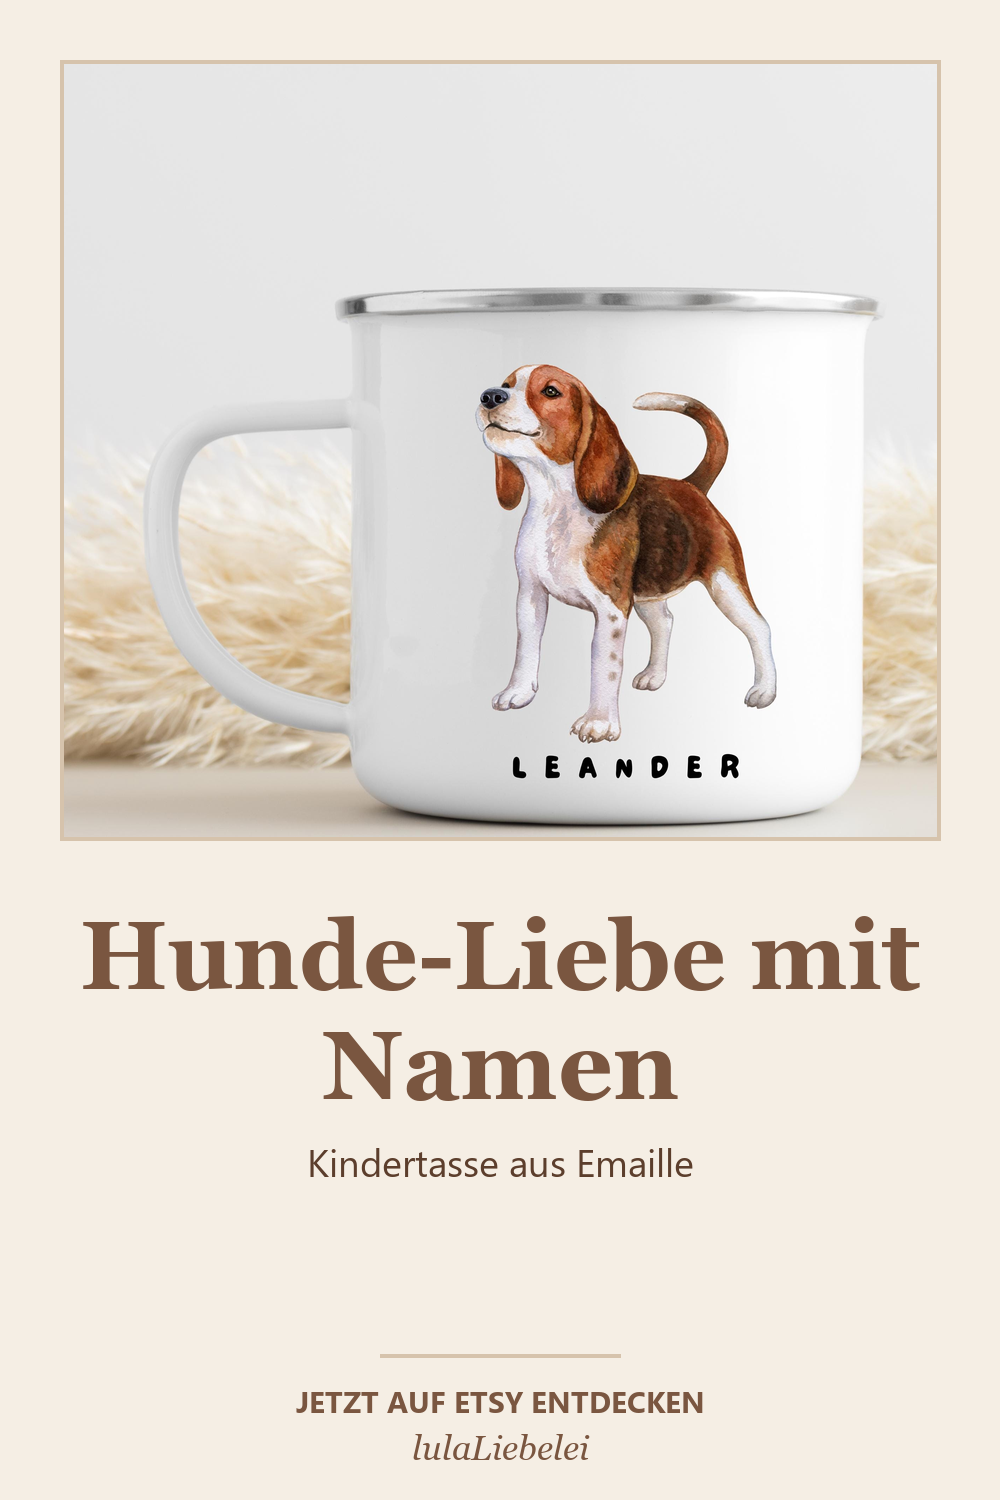 LEANDER
Hunde-Liebe mit
Namen
Kindertasse aus Emaille
JETZT AUF ETSY ENTDECKEN
lulaLiebelei